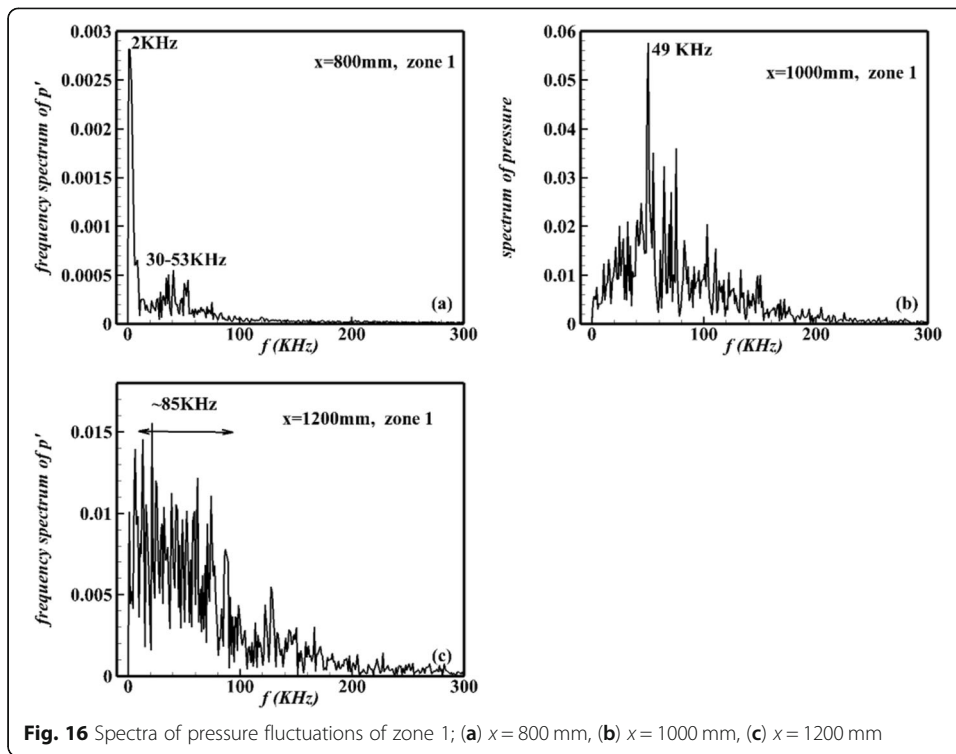 0.003
0.0025
0.002
0.0015
0.001
0.0005
0
frequency spectrum of p'
2KHz
x=800mm, zone 1
30-53KHz
(a)
0 100 200 300
f (KHz)
0.06
0.05
0.04
0.03
0.02
0.01
0
spectrum of pressure
49 KHz
x=1000mm, zone 1
(b)
0 100 200 300
f (KHz)
0.015
0.01
0.005
0
frequency spectrum of p'
~85KHz
x=1200mm, zone 1
(c)
0 100 200 300
f (KHz)
Fig. 16 Spectra of pressure fluctuations of zone 1; (a) x = 800 mm, (b) x = 1000 mm, (c) x = 1200 mm